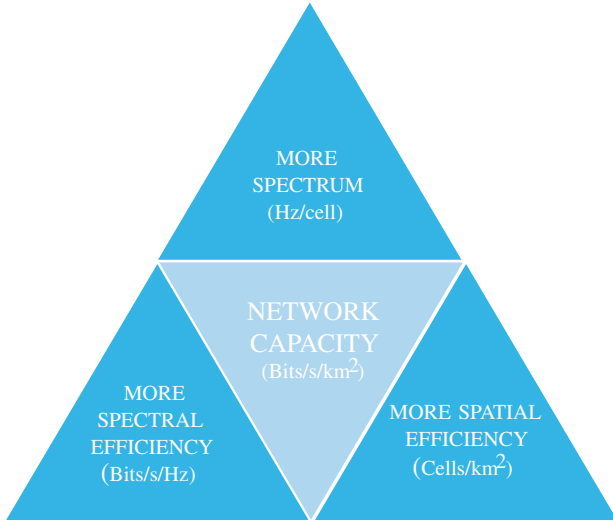 MORE
SPECTRUM
(Hz/cell)
NETWORK
CAPACITY
(Bits/s/km²)
MORE
SPECTRAL
EFFICIENCY
(Bits/s/Hz)
MORE SPATIAL
EFFICIENCY
(Cells/km²)